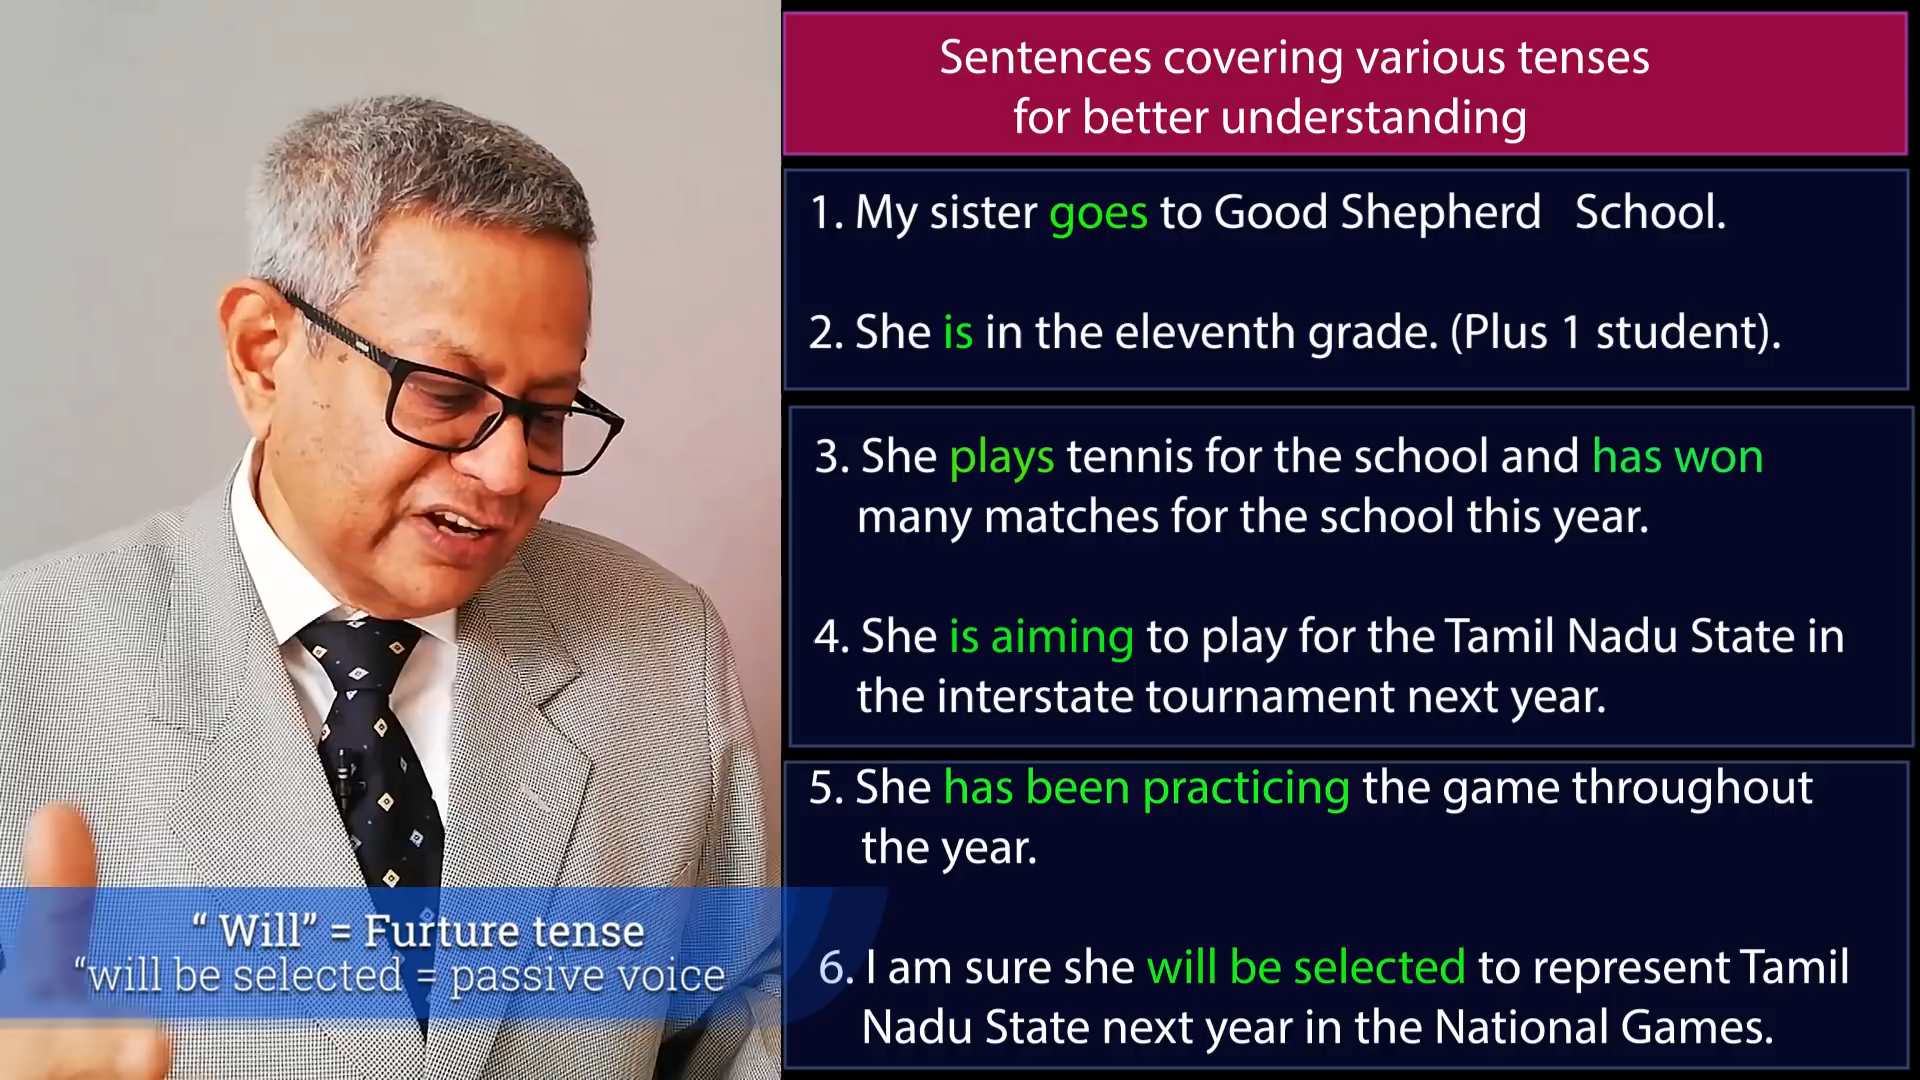 Sentences covering various tenses
for better understanding
1. My sister goes to Good Shepherd School.
2. She is in the eleventh grade. (Plus 1 student).
3. She plays tennis for the school and has won
many matches for the school this year.
4. She is aiming to play for the Tamil Nadu State in
the interstate tournament next year.
5. She has been practicing the game throughout
the year.
6. I am sure she will be selected to represent Tamil
Nadu State next year in the National Games.
“ Will” = Furture tense
“will be selected = passive voice